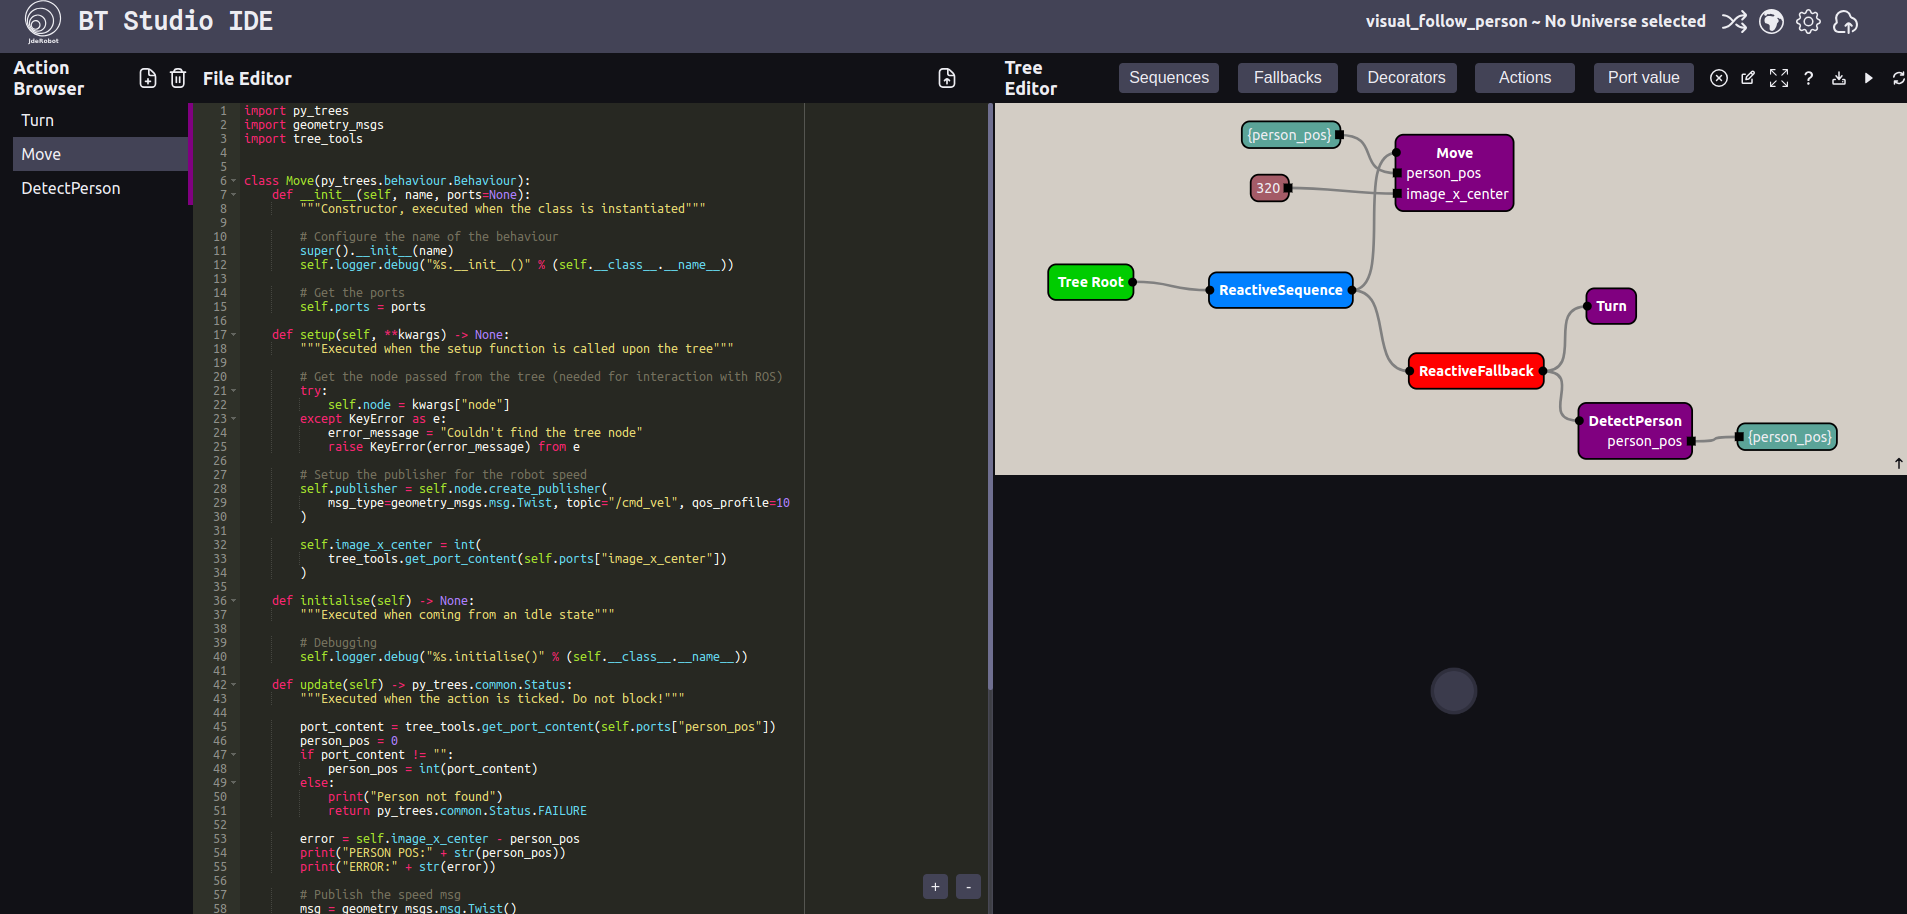 JdeRobot
BT Studio IDE
visual_follow_person ~ No Universe selected
Action
Browser
File Editor
Tree
Editor
Sequences
Fallbacks
Decorators
Actions
Port value
?
Turn
Move
DetectPerson
1 import py_trees
2 import geometry_msgs
3 import tree_tools
4
5
6 class Move(py_trees.behaviour.Behaviour):
7 def __init__(self, name, ports=None):
8 """Constructor, executed when the class is instantiated"""
9
10 # Configure the name of the behaviour
11 super().__init__(name)
12 self.logger.debug("%s.__init__()" % (self.__class__.__name__))
13
14 # Get the ports
15 self.ports = ports
16
17 def setup(self, **kwargs) -> None:
18 """Executed when the setup function is called upon the tree"""
19
20 # Get the node passed from the tree (needed for interaction with ROS)
21 try:
22 self.node = kwargs["node"]
23 except KeyError as e:
24 error_message = "Couldn't find the tree node"
25 raise KeyError(error_message) from e
26
27 # Setup the publisher for the robot speed
28 self.publisher = self.node.create_publisher(
29 msg_type=geometry_msgs.msg.Twist, topic="/cmd_vel", qos_profile=10
30 )
31
32 self.image_x_center = int(
33 tree_tools.get_port_content(self.ports["image_x_center"])
34 )
35
36 def initialise(self) -> None:
37 """Executed when coming from an idle state"""
38
39 # Debugging
40 self.logger.debug("%s.initialise()" % (self.__class__.__name__))
41
42 def update(self) -> py_trees.common.Status:
43 """Executed when the action is ticked. Do not block!"""
44
45 port_content = tree_tools.get_port_content(self.ports["person_pos"])
46 person_pos = 0
47 if port_content != "":
48 person_pos = int(port_content)
49 else:
50 print("Person not found")
51 return py_trees.common.Status.FAILURE
52
53 error = self.image_x_center - person_pos
54 print("PERSON POS:" + str(person_pos))
55 print("ERROR:" + str(error))
56
57 # Publish the speed msg
58 msg = geometry_msgs.msg.Twist()
+
-
{person_pos}
320
Move
person_pos
image_x_center
Tree Root
ReactiveSequence
Turn
ReactiveFallback
DetectPerson
person_pos
{person_pos}